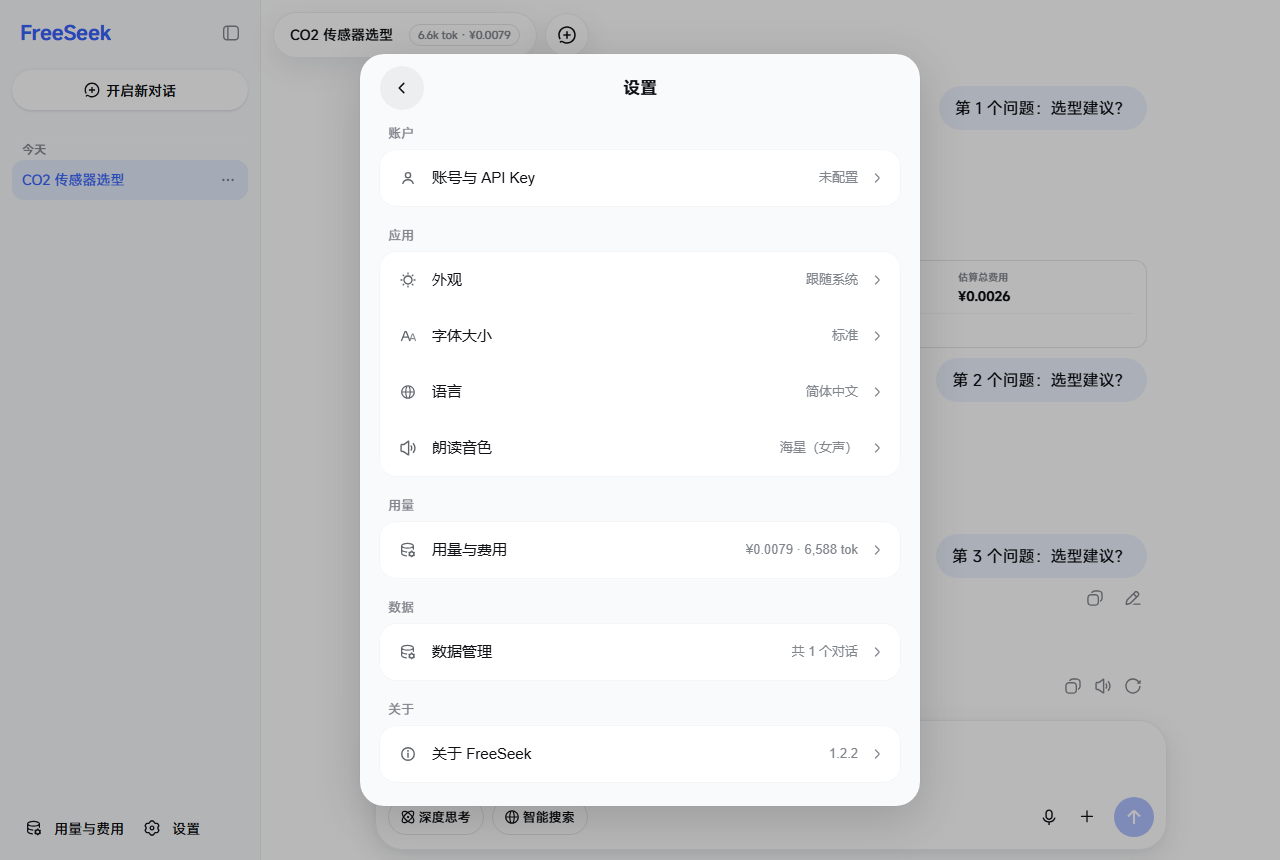 FreeSeek
开启新对话
今天
CO2 传感器选型
CO2 传感器选型
6.6k tok · ¥0.0079
第 1 个问题：选型建议？
估算总费用
¥0.0026
第 2 个问题：选型建议？
第 3 个问题：选型建议？
设置
账户
账号与 API Key 未配置
应用
外观 跟随系统
字体大小 标准
语言 简体中文
朗读音色 海星（女声）
用量
用量与费用 ¥0.0079 · 6,588 tok
数据
数据管理 共 1 个对话
关于
关于 FreeSeek 1.2.2
深度思考 智能搜索
用量与费用 设置